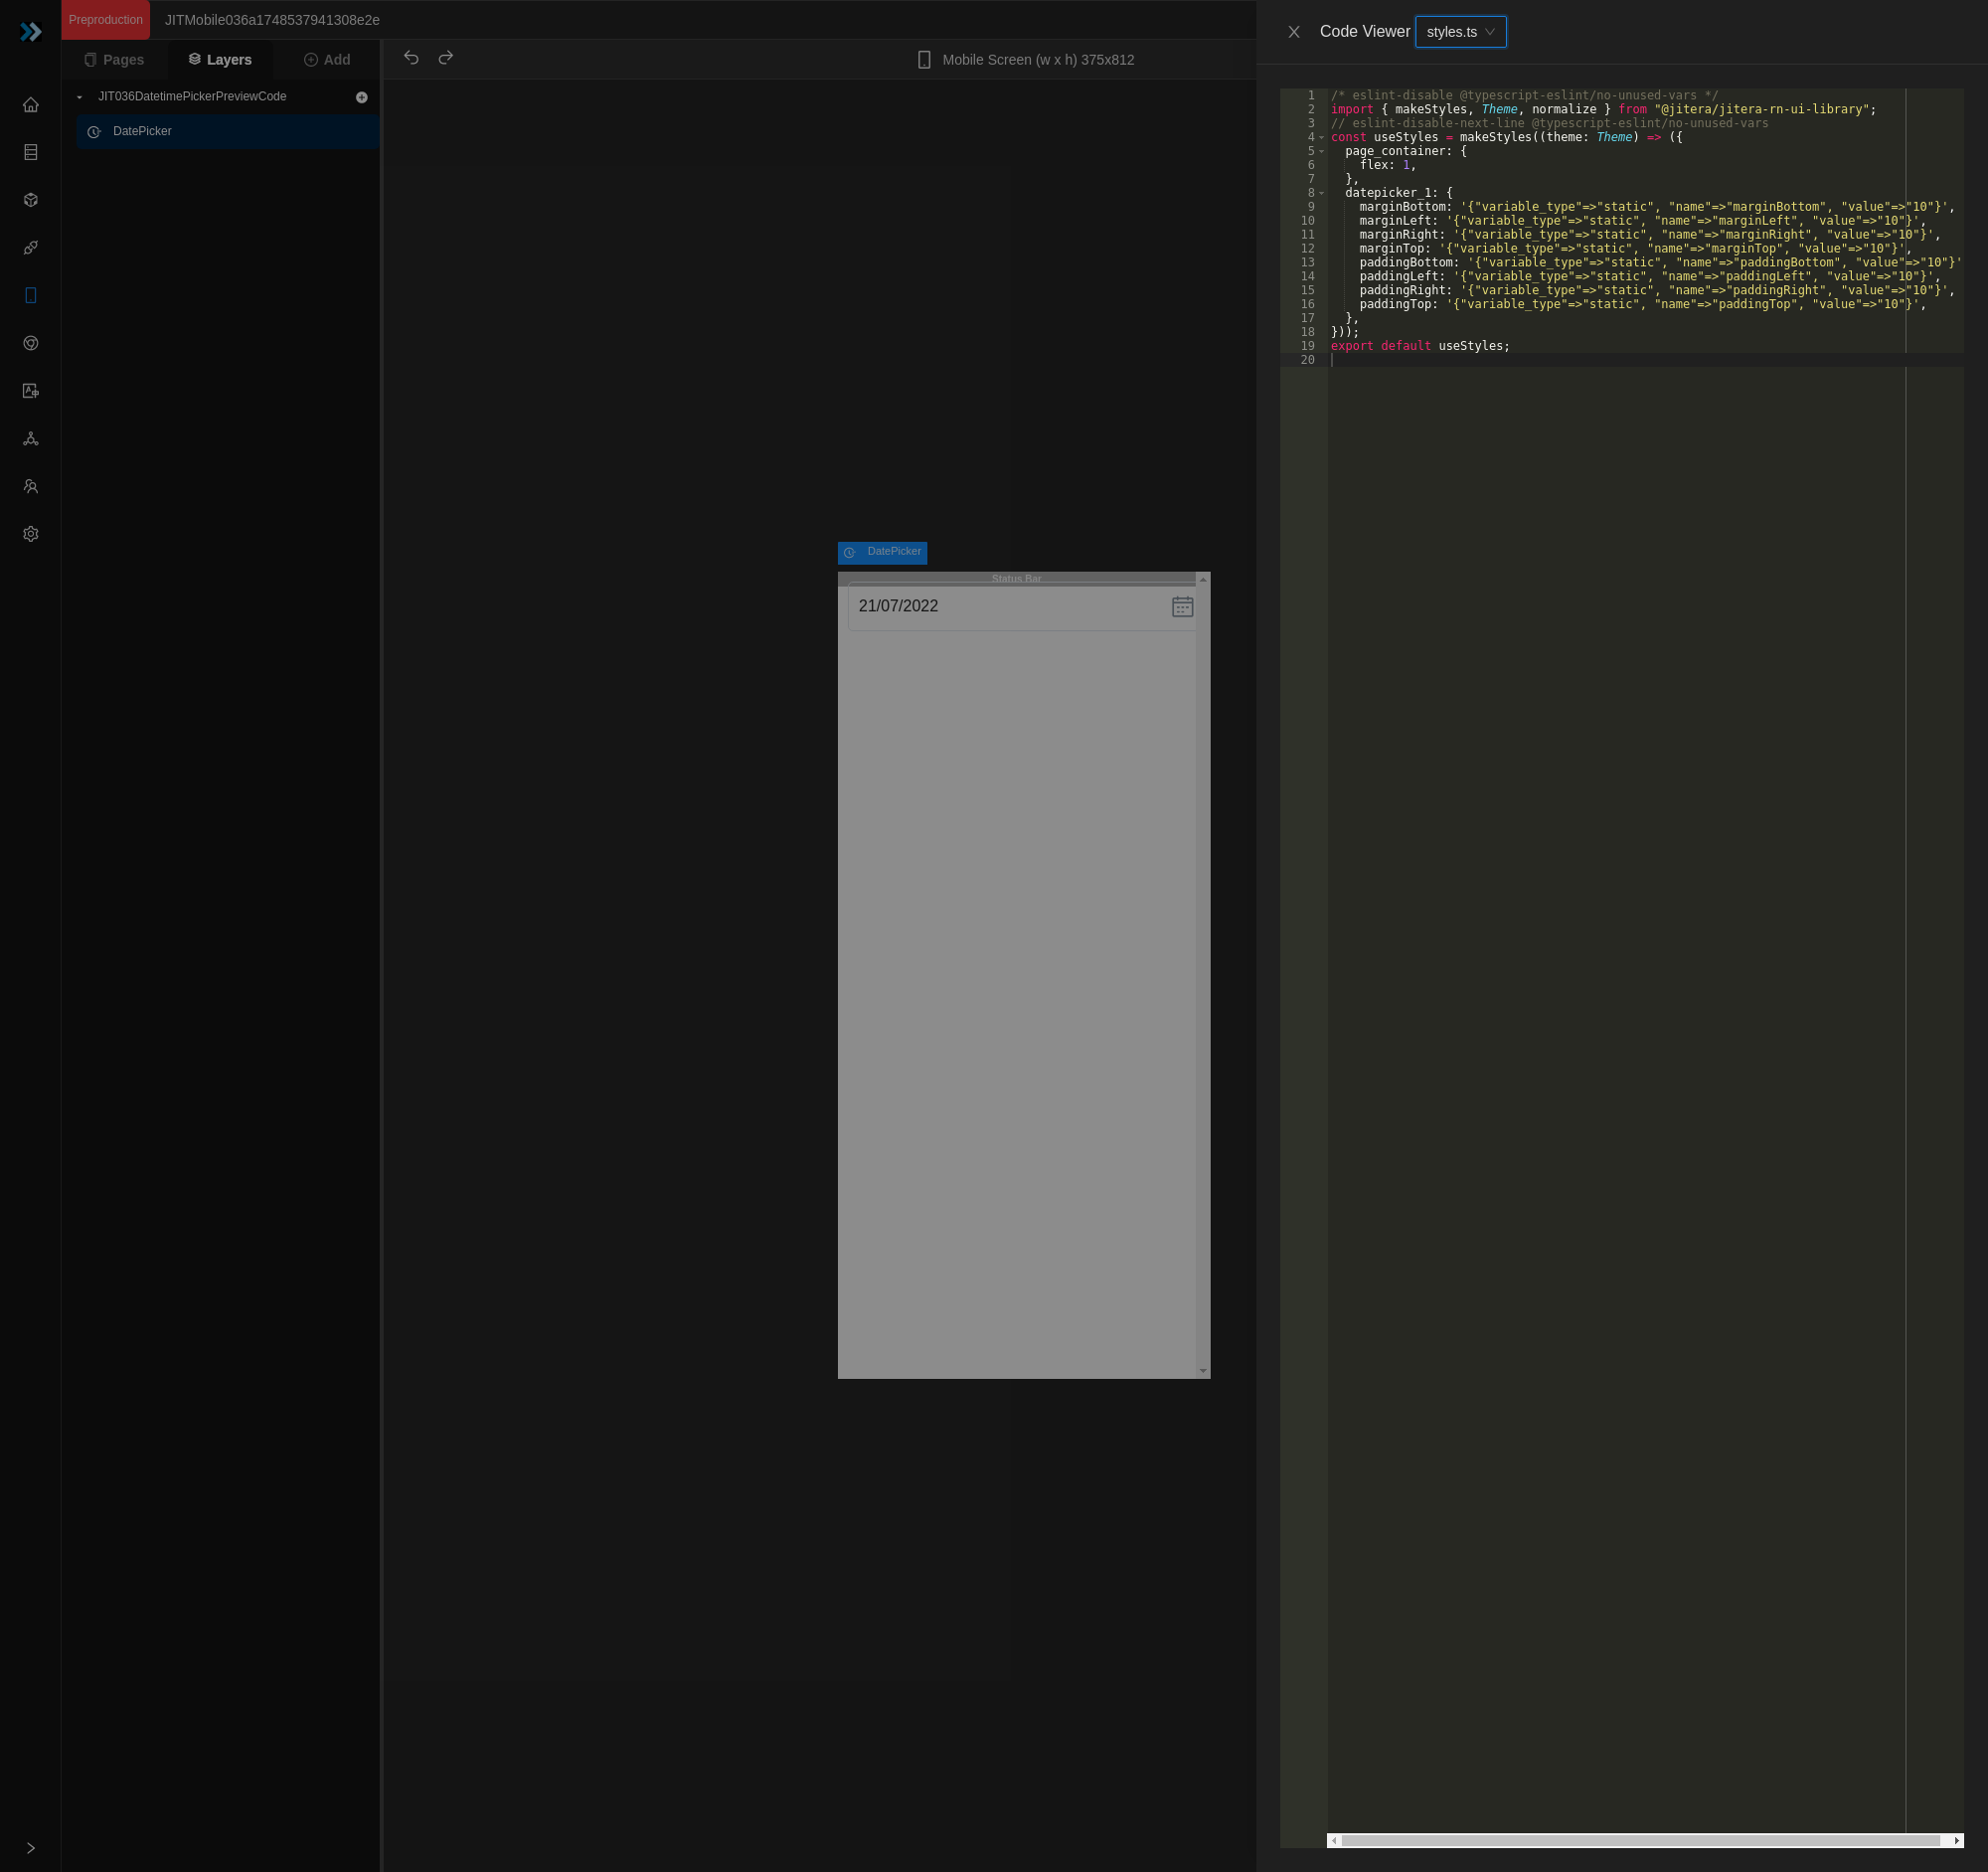 Preproduction
JITMobile036a1748537941308e2e
Pages
Layers
Add
JIT036DatetimePickerPreviewCode
DatePicker
Mobile Screen (w x h) 375x812
DatePicker
Status Bar
21/07/2022
Code Viewer
styles.ts
1 /* eslint-disable @typescript-eslint/no-unused-vars */
2 import { makeStyles, Theme, normalize } from "@jitera/jitera-rn-ui-library";
3 // eslint-disable-next-line @typescript-eslint/no-unused-vars
4 const useStyles = makeStyles((theme: Theme) => ({
5 page_container: {
6 flex: 1,
7 },
8 datepicker_1: {
9 marginBottom: '{"variable_type"=>"static", "name"=>"marginBottom", "value"=>"10"}',
10 marginLeft: '{"variable_type"=>"static", "name"=>"marginLeft", "value"=>"10"}',
11 marginRight: '{"variable_type"=>"static", "name"=>"marginRight", "value"=>"10"}',
12 marginTop: '{"variable_type"=>"static", "name"=>"marginTop", "value"=>"10"}',
13 paddingBottom: '{"variable_type"=>"static", "name"=>"paddingBottom", "value"=>"10"}'
14 paddingLeft: '{"variable_type"=>"static", "name"=>"paddingLeft", "value"=>"10"}',
15 paddingRight: '{"variable_type"=>"static", "name"=>"paddingRight", "value"=>"10"}',
16 paddingTop: '{"variable_type"=>"static", "name"=>"paddingTop", "value"=>"10"}',
17 },
18 }));
19 export default useStyles;
20